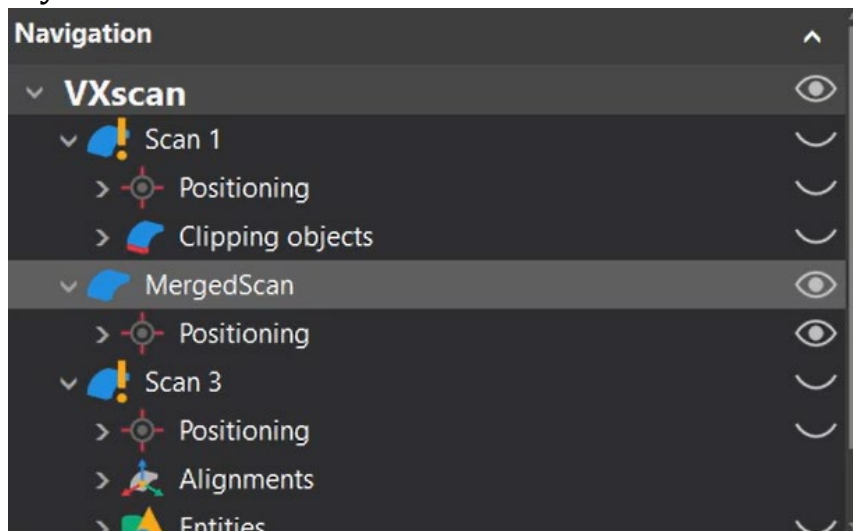 Navigation
VXscan
Scan 1
Positioning
Clipping objects
MergedScan
Positioning
Scan 3
Positioning
Alignments
Entities